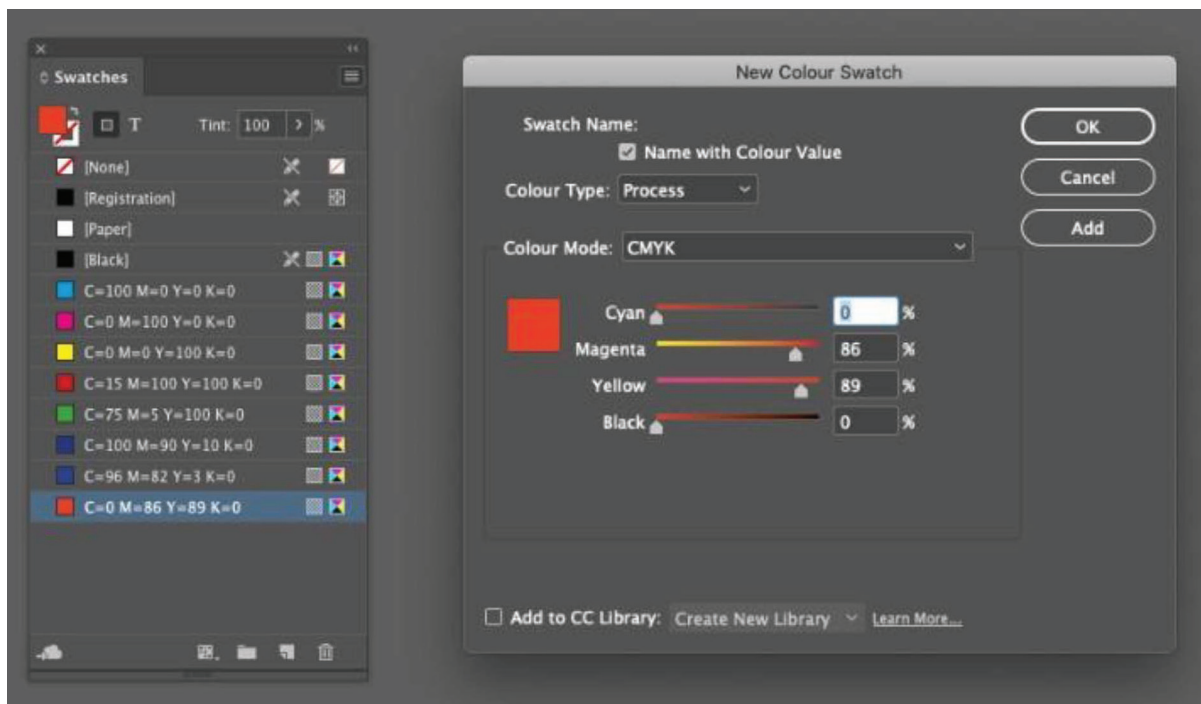 Swatches
T Tint: 100 > %
[None]
[Registration]
[Paper]
[Black]
C=100 M=0 Y=0 K=0
C=0 M=100 Y=0 K=0
C=0 M=0 Y=100 K=0
C=15 M=100 Y=100 K=0
C=75 M=5 Y=100 K=0
C=100 M=90 Y=10 K=0
C=96 M=82 Y=3 K=0
C=0 M=86 Y=89 K=0
New Colour Swatch
Swatch Name:
Name with Colour Value
Colour Type: Process
Colour Mode: CMYK
Cyan 0 %
Magenta 86 %
Yellow 89 %
Black 0 %
OK
Cancel
Add
Add to CC Library: Create New Library Learn More...